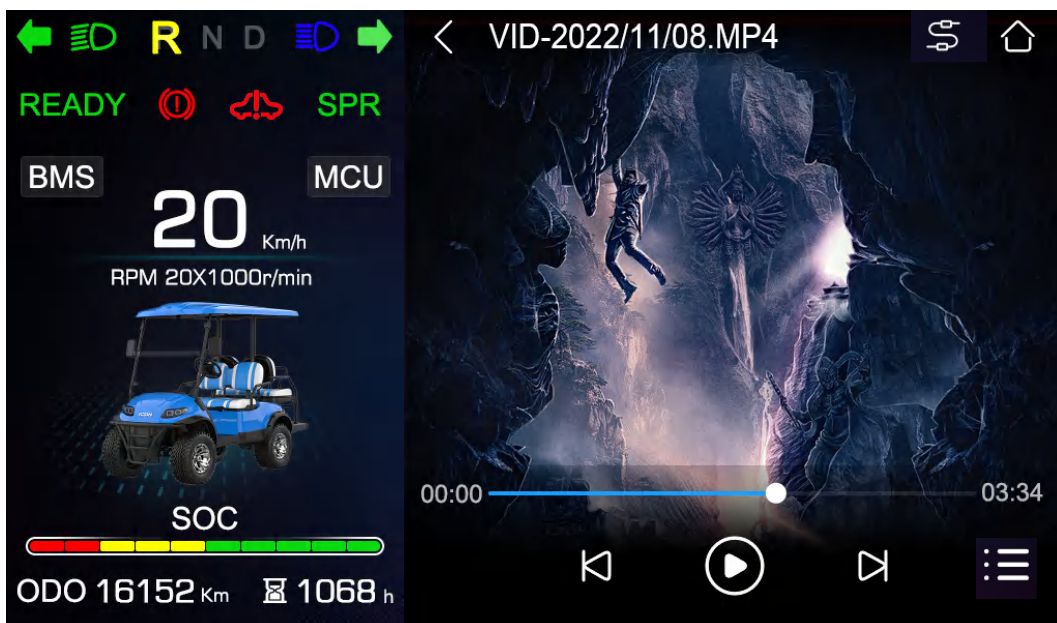 R N D
READY SPR
BMS MCU
20 Km/h
RPM 20X1000r/min
ICON
SOC
ODO 16152 Km 1068 h
VID-2022/11/08.MP4
00:00 03:34